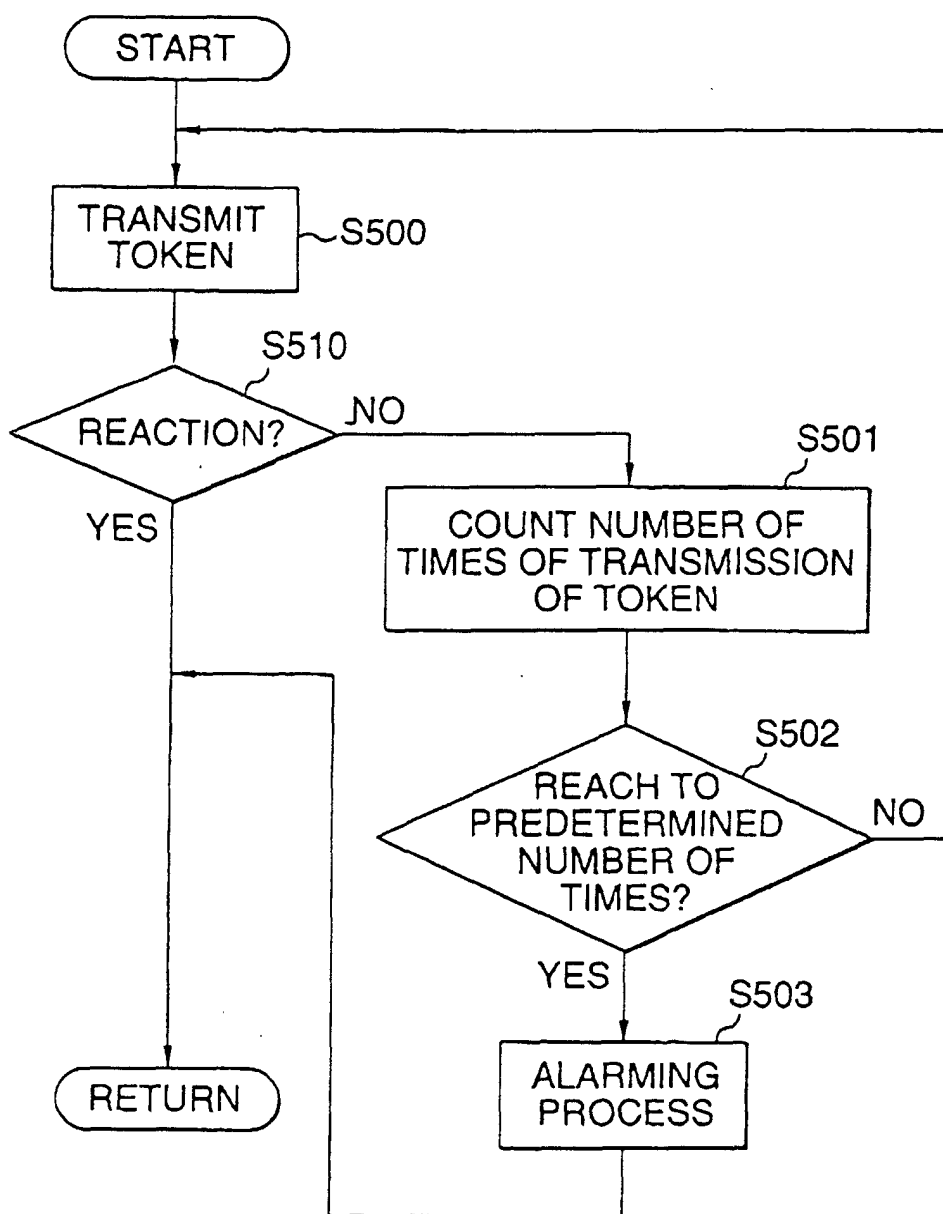 START
TRANSMIT
TOKEN
S500
S510
REACTION?
NO
YES
S501
COUNT NUMBER OF
TIMES OF TRANSMISSION
OF TOKEN
S502
REACH TO
PREDETERMINED
NUMBER OF
TIMES?
NO
YES
S503
ALARMING
PROCESS
RETURN